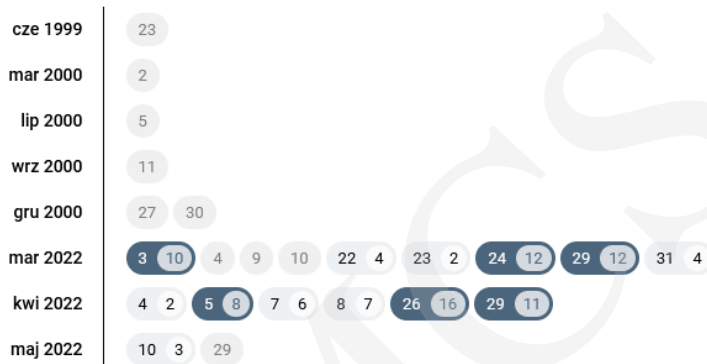 cze 1999 23
mar 2000 2
lip 2000 5
wrz 2000 11
gru 2000 27 30
mar 2022 3 10 4 9 10 22 4 23 2 24 12 29 12 31 4
kwi 2022 4 2 5 8 7 6 8 7 26 16 29 11
maj 2022 10 3 29